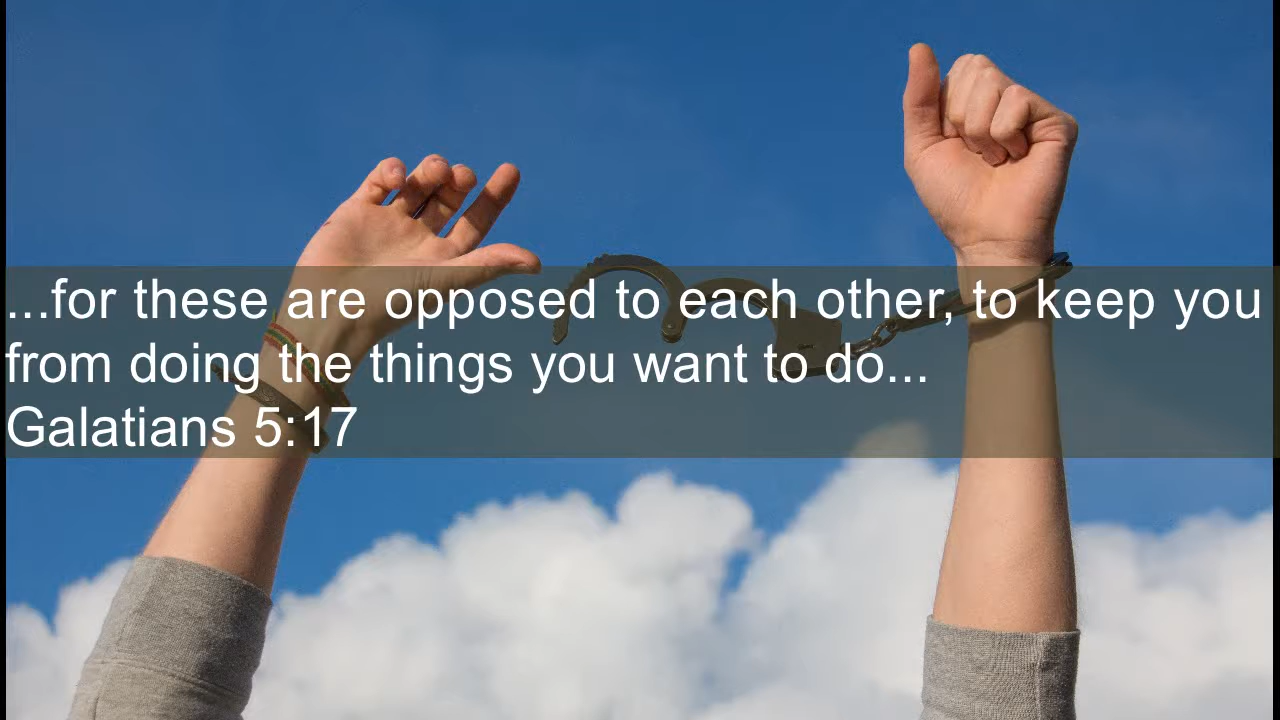 ...for these are opposed to each other, to keep you
from doing the things you want to do...
Galatians 5:17